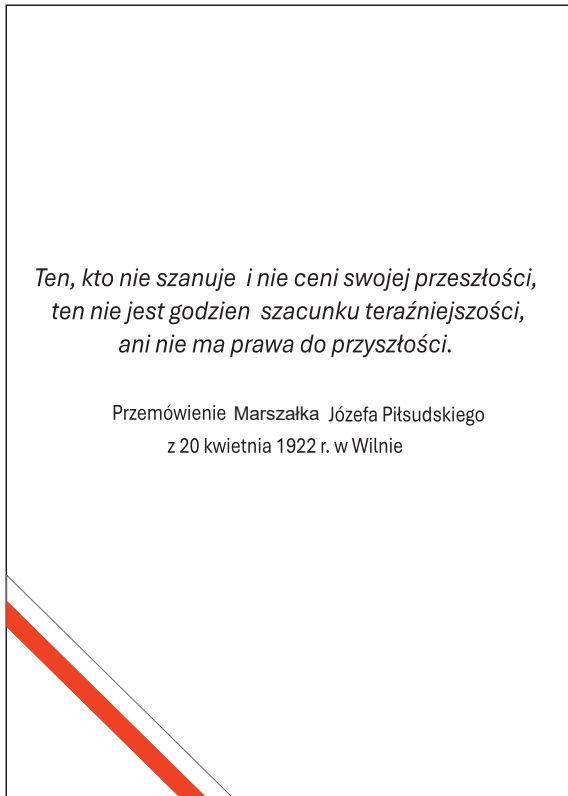 Ten, kto nie szanuje i nie ceni swojej przeszłości,
ten nie jest godzien szacunku teraźniejszości,
ani nie ma prawa do przyszłości.
Przemówienie Marszałka Józefa Piłsudskiego
z 20 kwietnia 1922 r. w Wilnie